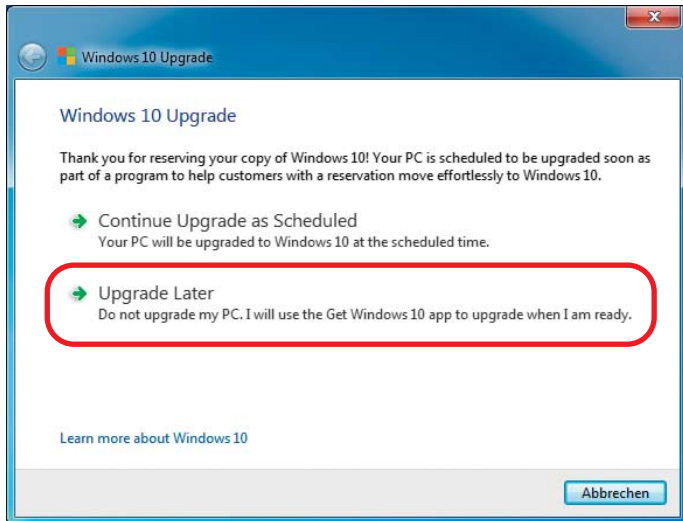 Windows 10 Upgrade
Windows 10 Upgrade
Thank you for reserving your copy of Windows 10! Your PC is scheduled to be upgraded soon as
part of a program to help customers with a reservation move effortlessly to Windows 10.
Continue Upgrade as Scheduled
Your PC will be upgraded to Windows 10 at the scheduled time.
Upgrade Later
Do not upgrade my PC. I will use the Get Windows 10 app to upgrade when I am ready.
Learn more about Windows 10
Abbrechen